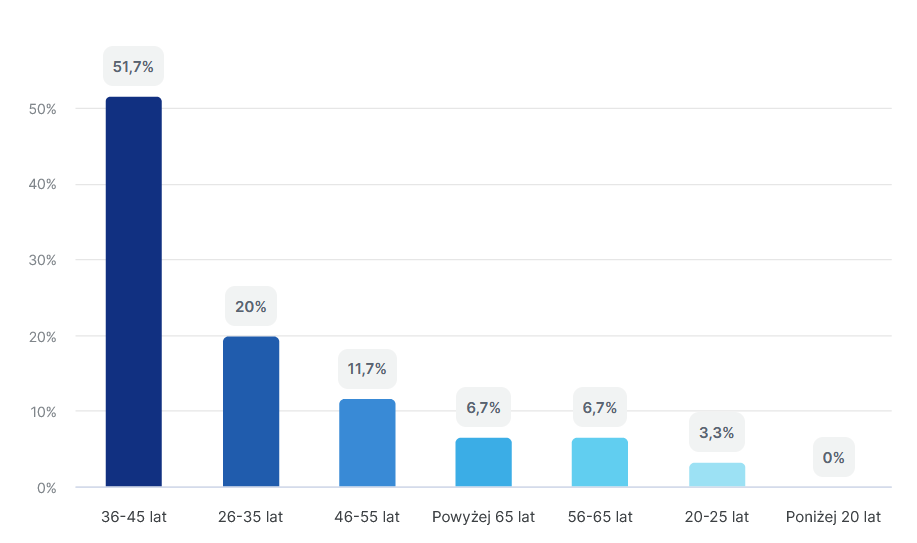 51,7%
50%
40%
30%
20%
20%
11,7%
10%
6,7%
6,7%
3,3%
0%
0%
36-45 lat
26-35 lat
46-55 lat
Powyżej 65 lat
56-65 lat
20-25 lat
Poniżej 20 lat